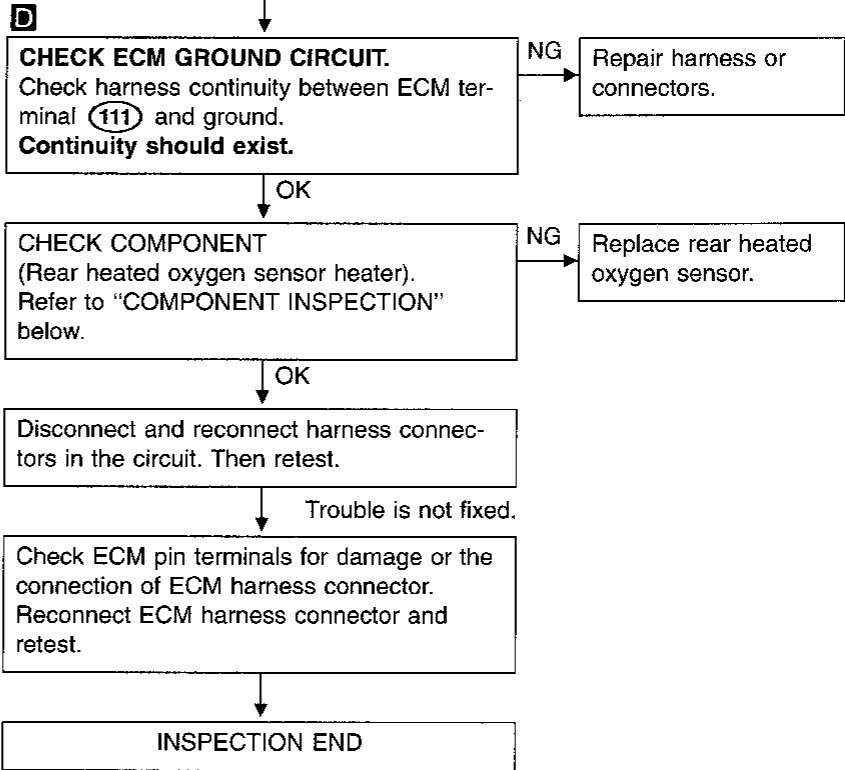 D
CHECK ECM GROUND CIRCUIT.
Check harness continuity between ECM ter-
minal 111 and ground.
Continuity should exist.
NG
Repair harness or
connectors.
OK
CHECK COMPONENT
(Rear heated oxygen sensor heater).
Refer to “COMPONENT INSPECTION”
below.
NG
Replace rear heated
oxygen sensor.
OK
Disconnect and reconnect harness connec-
tors in the circuit. Then retest.
Trouble is not fixed.
Check ECM pin terminals for damage or the
connection of ECM harness connector.
Reconnect ECM harness connector and
retest.
INSPECTION END